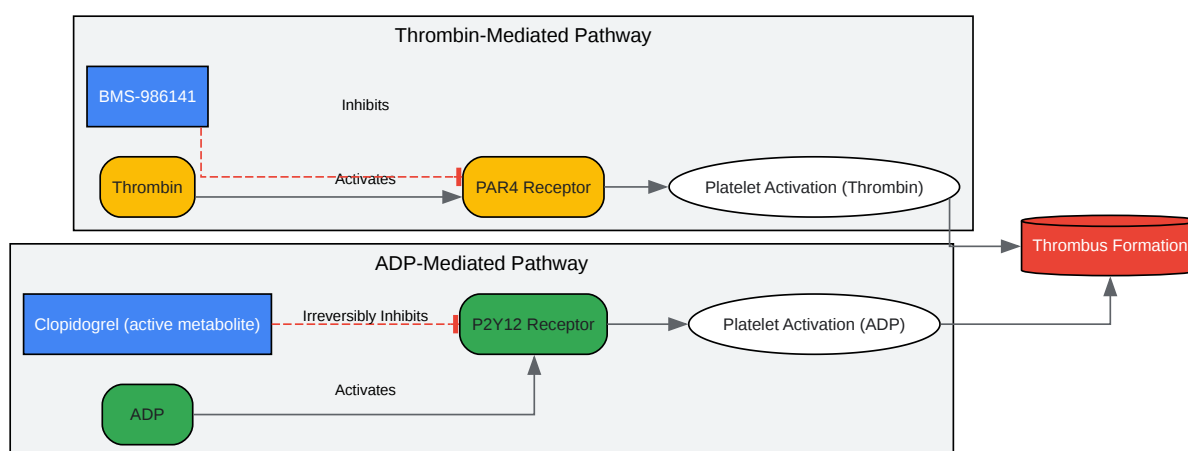 Thrombin-Mediated Pathway
BMS-986141
Inhibits
Thrombin
Activates
PAR4 Receptor
Platelet Activation (Thrombin)
Thrombus Formation
ADP-Mediated Pathway
Clopidogrel (active metabolite)
Irreversibly Inhibits
P2Y12 Receptor
Platelet Activation (ADP)
Activates
ADP